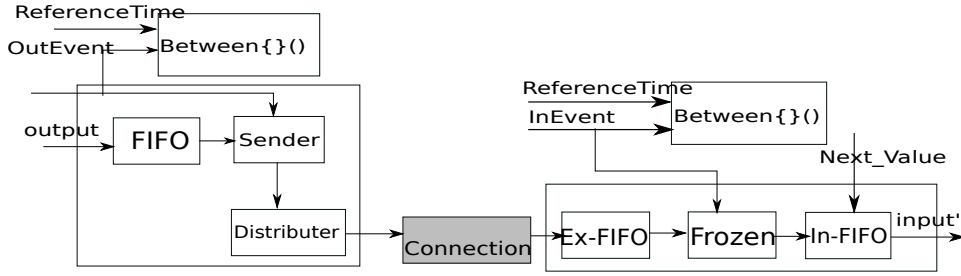 ReferenceTime
OutEvent
Between{}()
output
FIFO
Sender
Distributer
Connection
ReferenceTime
InEvent
Between{}()
Next_Value
Ex-FIFO
Frozen
In-FIFO
input'